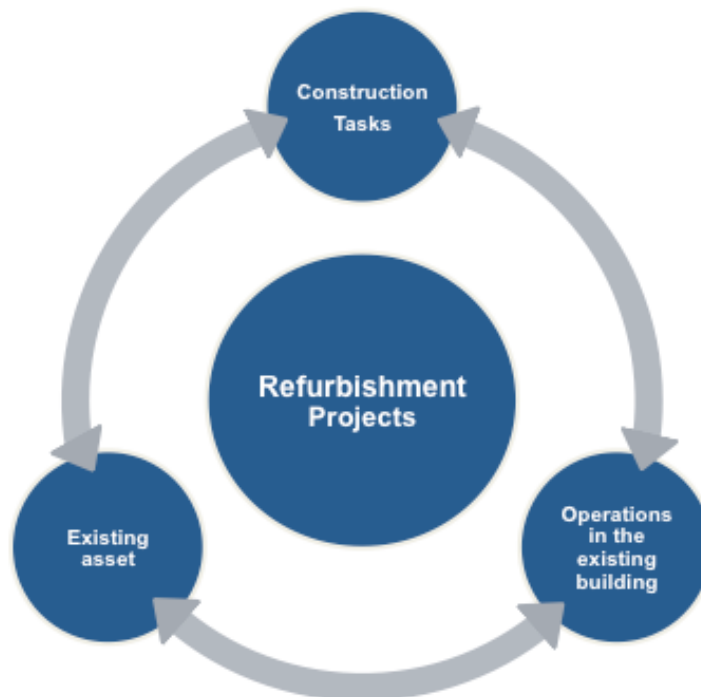 Construction
Tasks
Refurbishment
Projects
Existing
asset
Operations
in the
existing
building